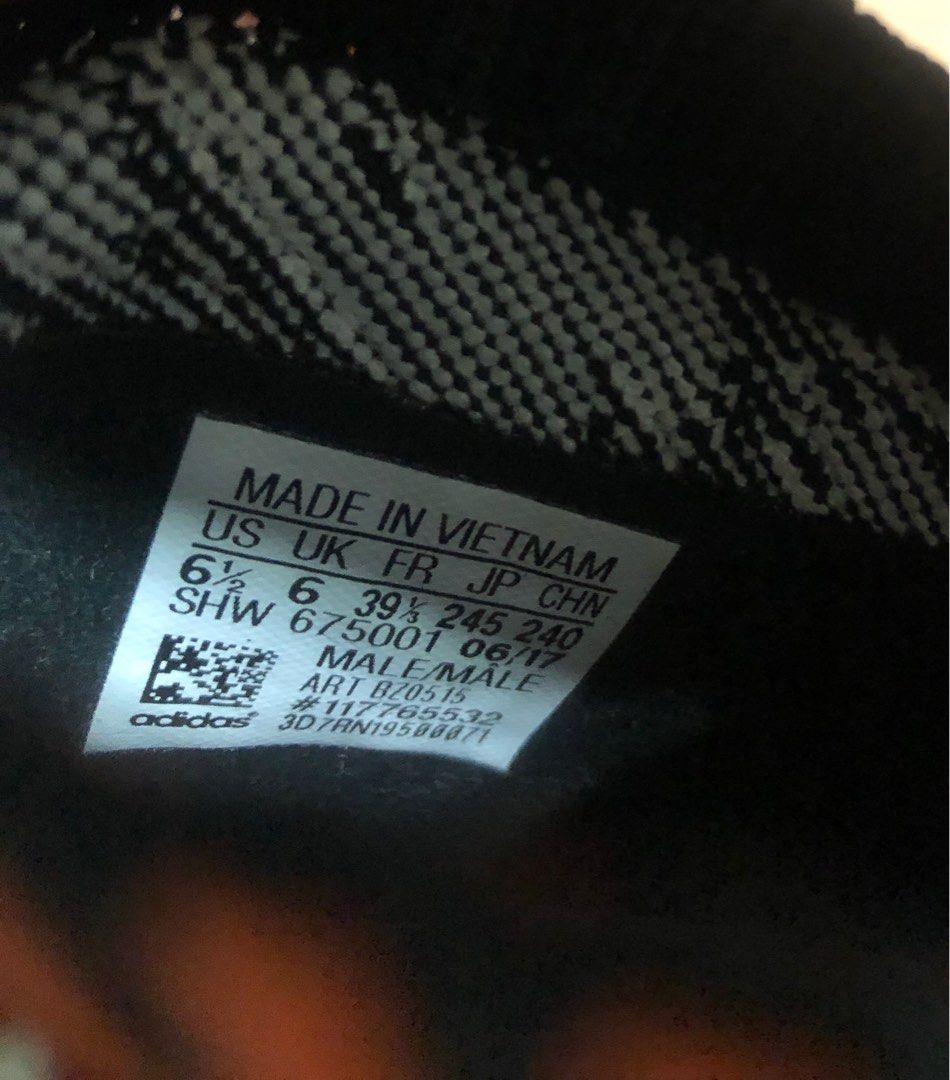 MADE IN VIETNAM
US UK FR JP CHN
6½ 6 39⅓ 245 240
SHW 675001 06/17
MALE/MÂLE
ART BZ0515
#117765532
adidas® 3D7RN19500071